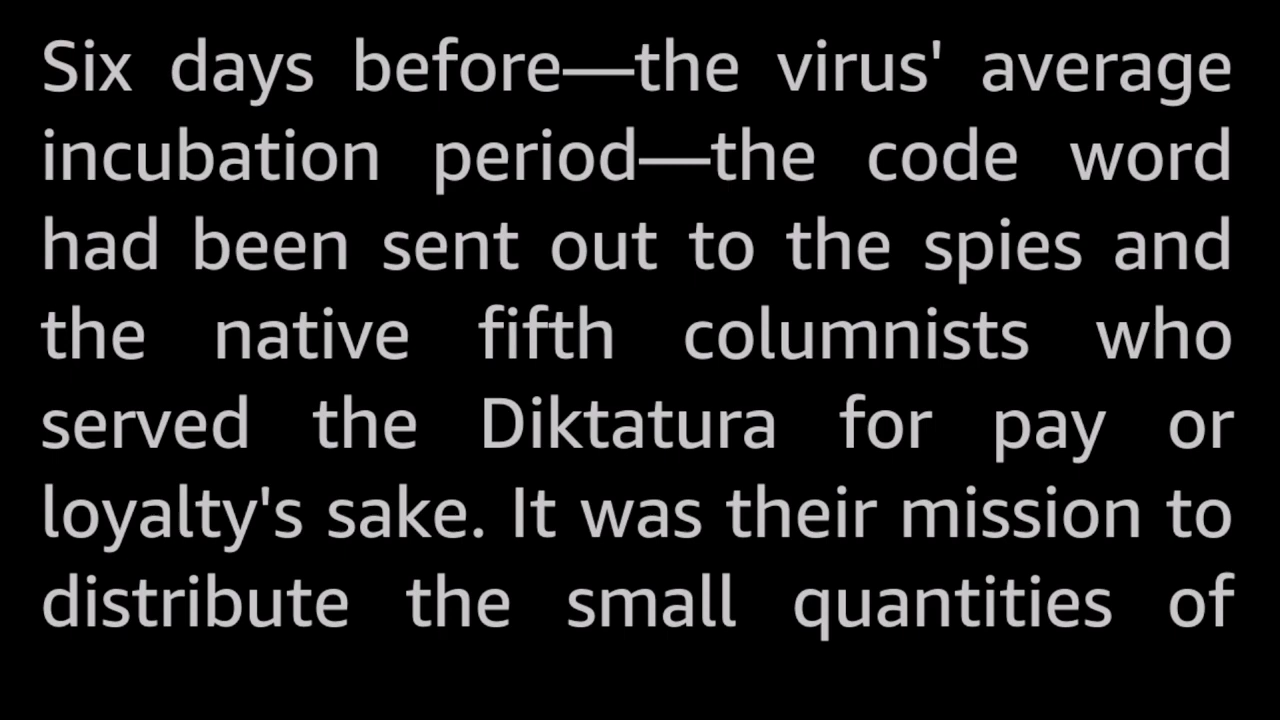 Six days before—the virus' average
incubation period—the code word
had been sent out to the spies and
the native fifth columnists who
served the Diktatura for pay or
loyalty's sake. It was their mission to
distribute the small quantities of